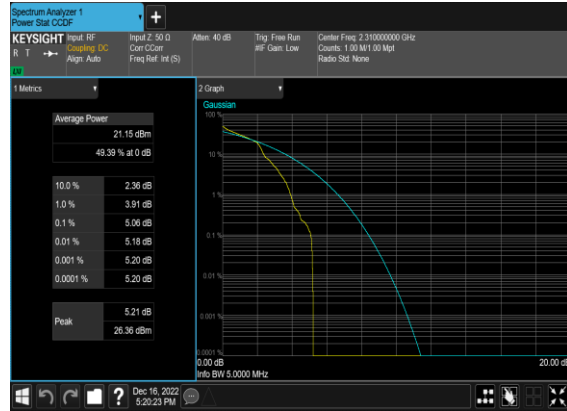 Spectrum Analyzer 1
Power Stat CCDF
+
KEYSIGHT
R T
LXI
Input: RF
Coupling: DC
Align: Auto
Input Z: 50 Ω
Corr CCorr
Freq Ref: Int (S)
Atten: 40 dB
Trig: Free Run
#IF Gain: Low
Center Freq: 2.310000000 GHz
Counts: 1.00 M/1.00 Mpt
Radio Std: None
1 Metrics
Average Power
21.15 dBm
49.39 % at 0 dB
10.0 % 2.36 dB
1.0 % 3.91 dB
0.1 % 5.06 dB
0.01 % 5.18 dB
0.001 % 5.20 dB
0.0001 % 5.20 dB
Peak 5.21 dB
26.36 dBm
2 Graph
Gaussian
100 %
10 %
1 %
0.1 %
0.01 %
0.001 %
0.0001 %
0.00 dB 20.00 dB
Info BW 5.0000 MHz
?
Dec 16, 2022
5:20:23 PM